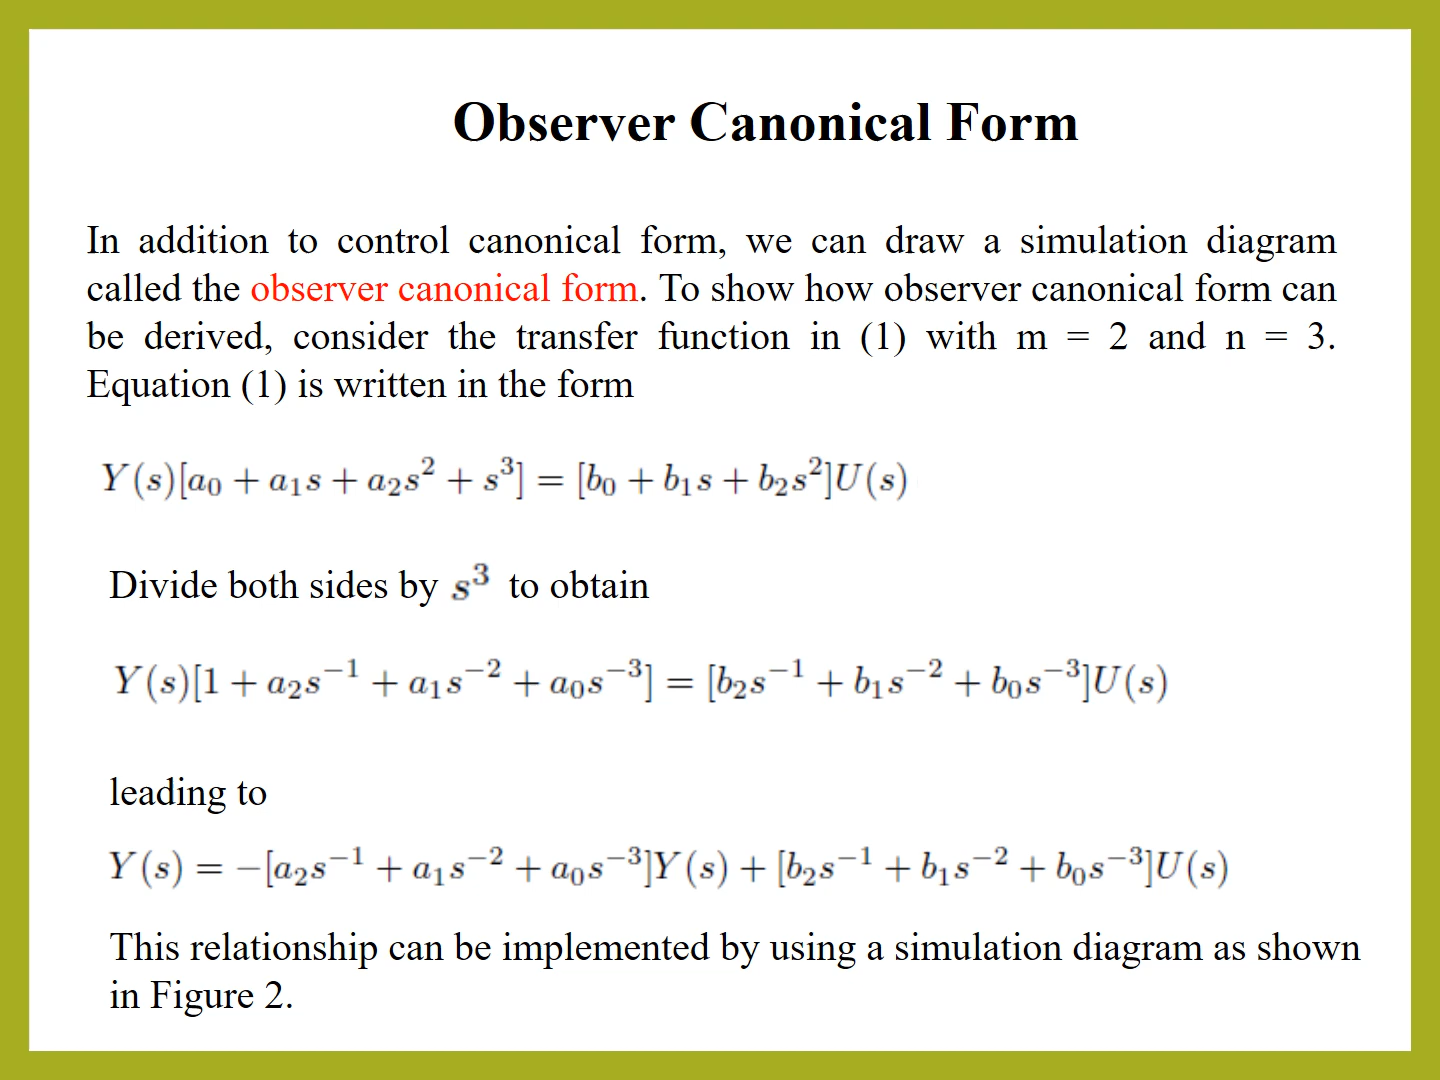 Observer Canonical Form
In addition to control canonical form, we can draw a simulation diagram
called the observer canonical form. To show how observer canonical form can
be derived, consider the transfer function in (1) with m = 2 and n = 3.
Equation (1) is written in the form
Y(s)[a₀ + a₁s + a₂s² + s³] = [b₀ + b₁s + b₂s²]U(s)
Divide both sides by s³ to obtain
Y(s)[1 + a₂s⁻¹ + a₁s⁻² + a₀s⁻³] = [b₂s⁻¹ + b₁s⁻² + b₀s⁻³]U(s)
leading to
Y(s) = −[a₂s⁻¹ + a₁s⁻² + a₀s⁻³]Y(s) + [b₂s⁻¹ + b₁s⁻² + b₀s⁻³]U(s)
This relationship can be implemented by using a simulation diagram as shown
in Figure 2.